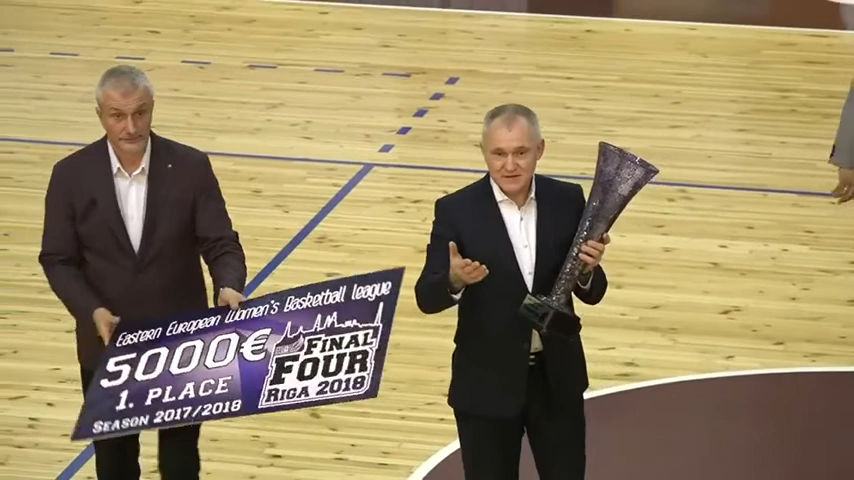 Eastern European Women's Basketball league
5000€
1. PLACE
SEASON 2017/2018
FINAL
FOUR
RIGA 2018